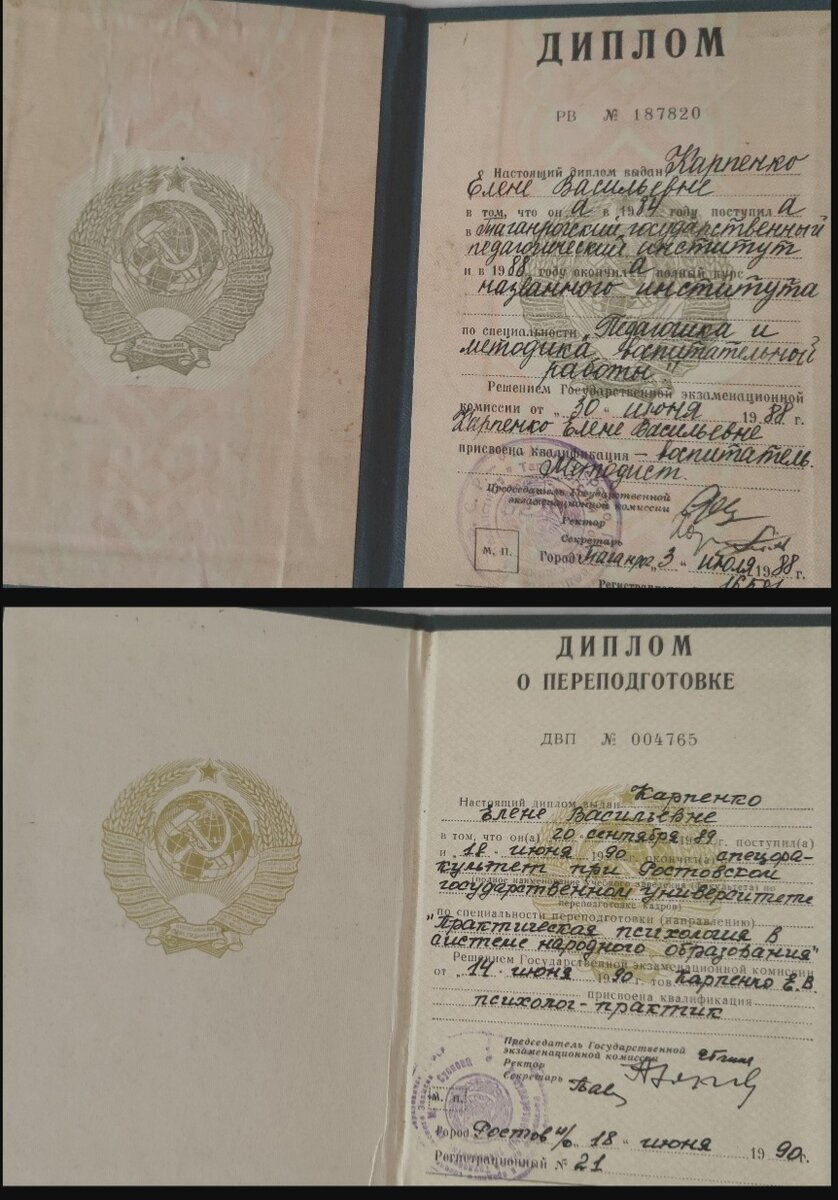 ДИПЛОМ
РВ № 187820
Настоящий диплом выдан Карпенко
Елене Васильевне
в том, что он а в 1984 году поступил а
в Таганрогский государственный
педагогический институт
и в 1988 году окончил а полный курс
названного института
по специальности „Педагогика и
методика воспитательной
работы"
Решением Государственной экзаменационной
комиссии от „30" июня 1988 г.
Карпенко Елене Васильевне
присвоена квалификация – воспитатель.
Методист.
Председатель Государственной
экзаменационной комиссии
Ректор
Секретарь
М. П.
Город Таганрог „3" июля 1988 г.
ДИПЛОМ
О ПЕРЕПОДГОТОВКЕ
ДВП № 004765
Настоящий диплом выдан Карпенко
Елене Васильевне
в том, что он(а) 20 сентября 89 поступил(а)
и 18 июня 1990 окончил(а) спецфа-
культет при Ростовском
государственном университете
переподготовке кадров)
по специальности переподготовки (направлению)
"Практическая психология в
системе народного образования"
Решением Государственной экзаменационной комиссии
от „14 июня 1990 г. тов Карпенко Е.В.
присвоена квалификация
психолог-практик
Председатель Государственной
экзаменационной комиссии
Ректор
Секретарь
М. П.
Город Ростов н/Д „18" июня 1990 г.
Регистрационный № 21